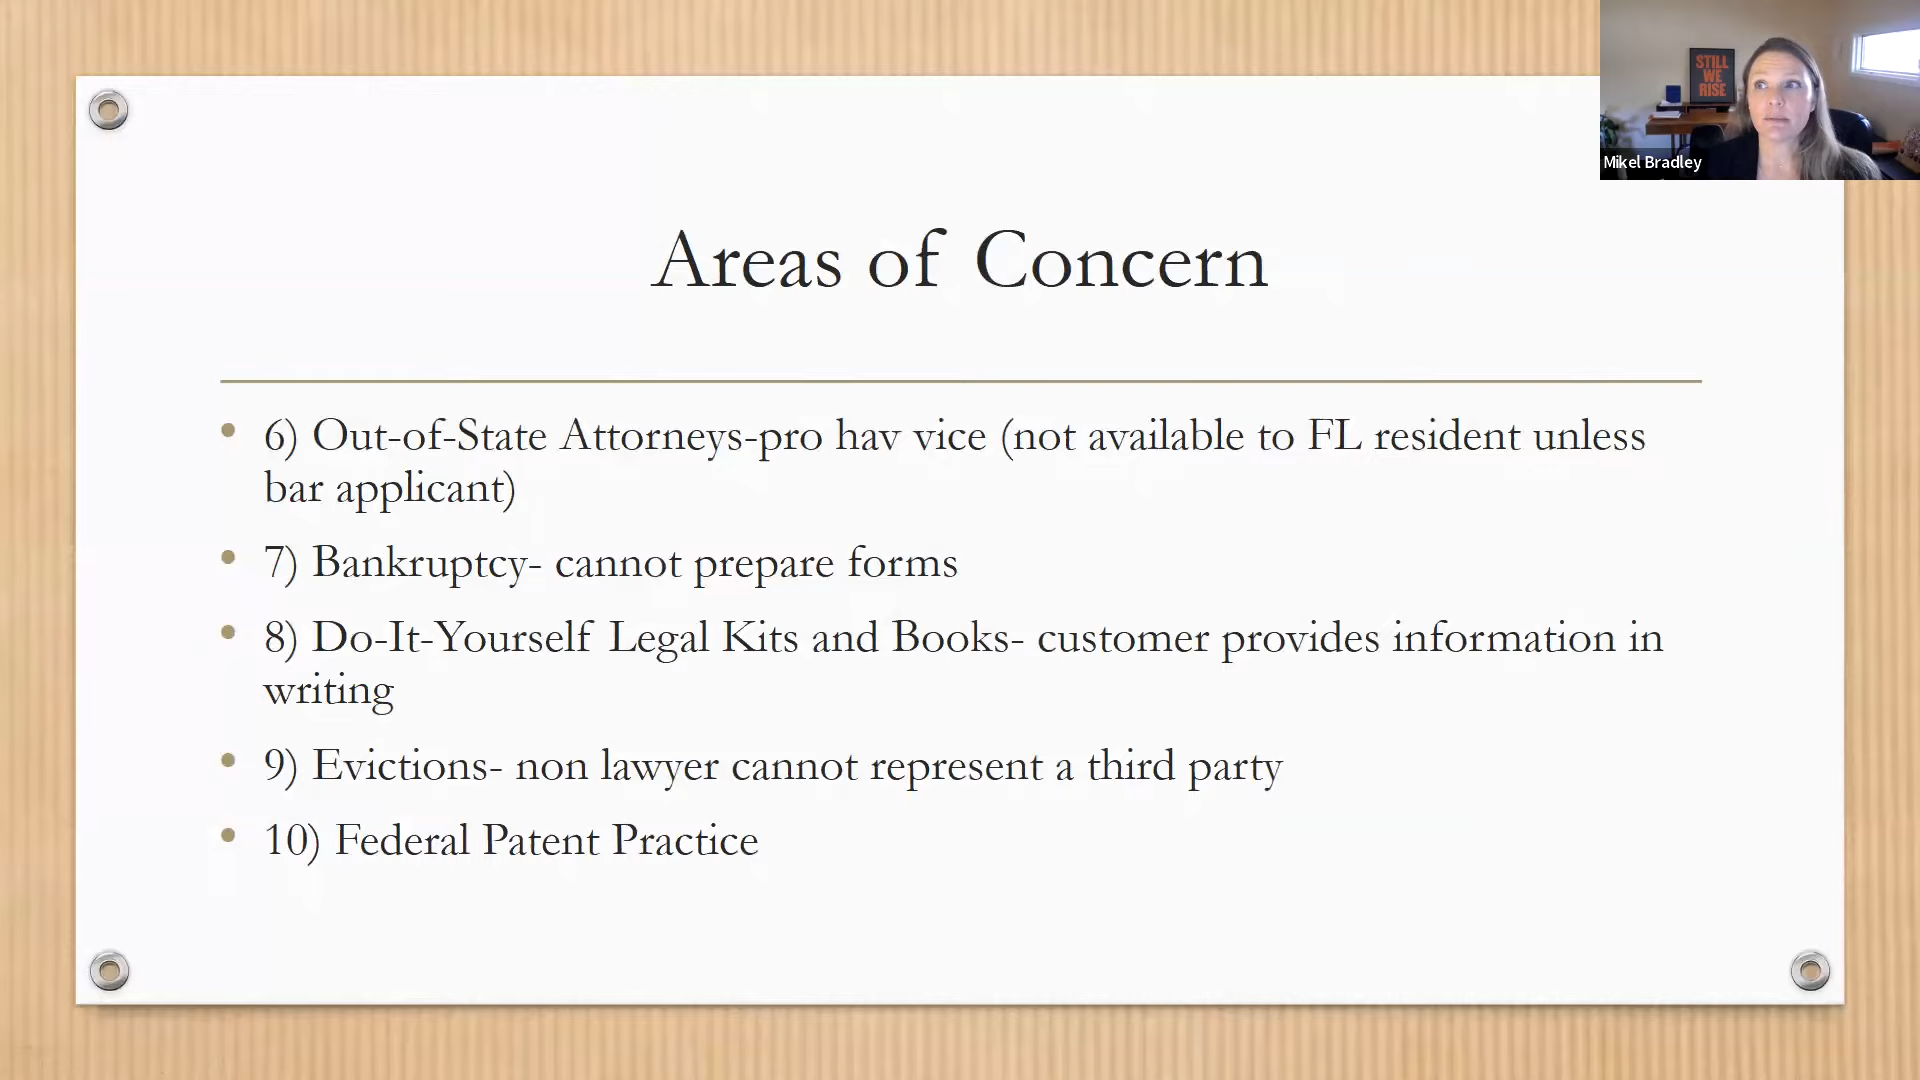 STILL
WE
RISE
Mikel Bradley
Areas of Concern
• 6) Out-of-State Attorneys-pro hav vice (not available to FL resident unless
bar applicant)
• 7) Bankruptcy- cannot prepare forms
• 8) Do-It-Yourself Legal Kits and Books- customer provides information in
writing
• 9) Evictions- non lawyer cannot represent a third party
• 10) Federal Patent Practice